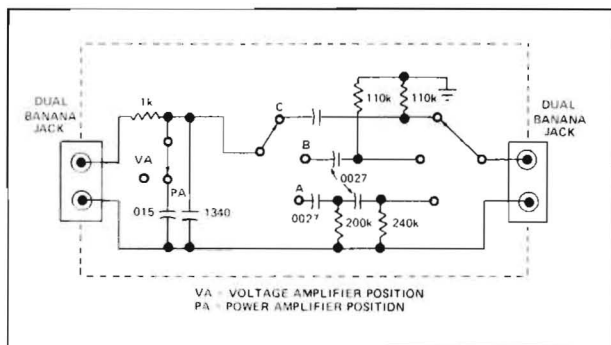 DUAL
BANANA
JACK
1k
VA
PA
015
1340
C
B
A
0027
0027
110k
110k
200k
240k
DUAL
BANANA
JACK
VA = VOLTAGE AMPLIFIER POSITION
PA = POWER AMPLIFIER POSITION